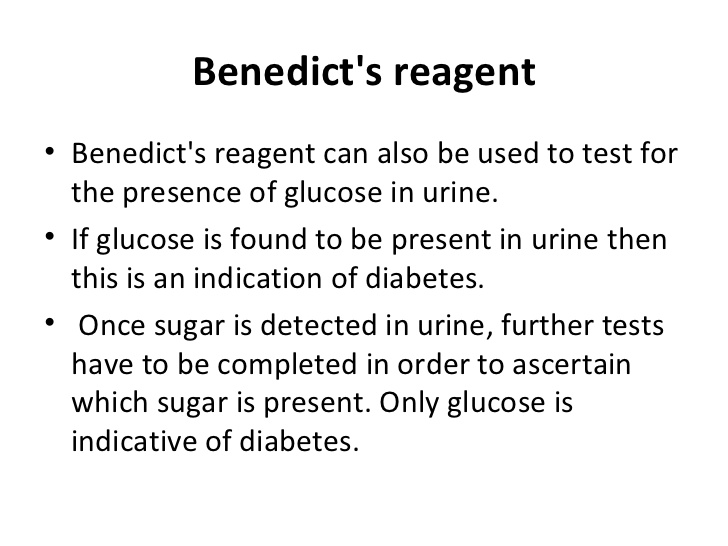 Benedict's reagent
• Benedict's reagent can also be used to test for
the presence of glucose in urine.
• If glucose is found to be present in urine then
this is an indication of diabetes.
• Once sugar is detected in urine, further tests
have to be completed in order to ascertain
which sugar is present. Only glucose is
indicative of diabetes.